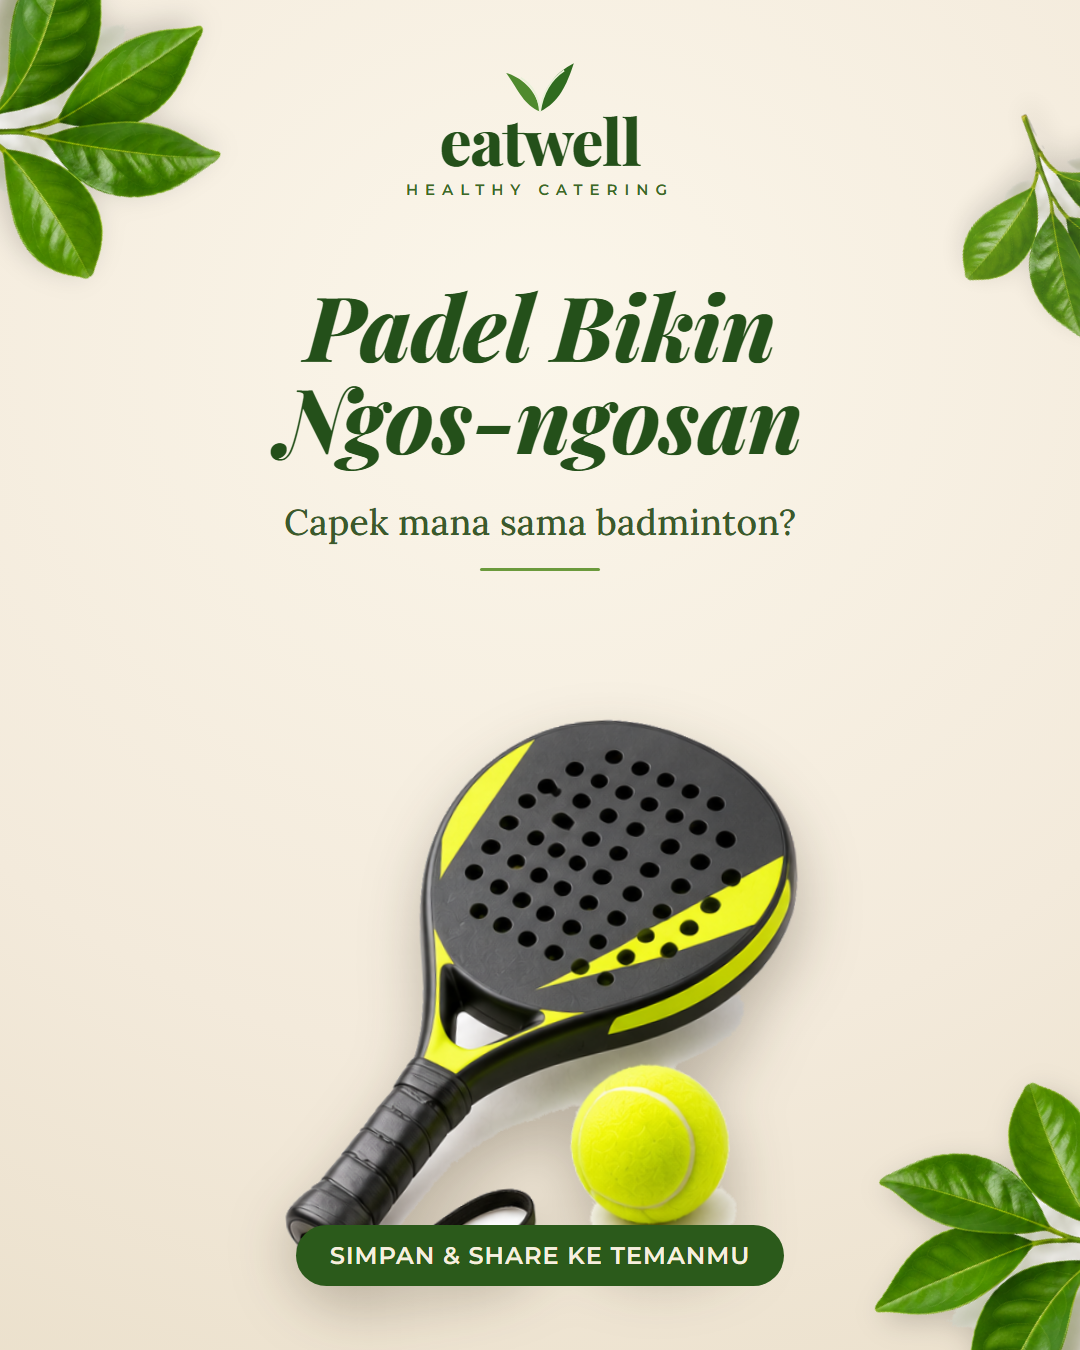 eatwell
HEALTHY CATERING
Padel Bikin
Ngos-ngosan
Capek mana sama badminton?
SIMPAN & SHARE KE TEMANMU